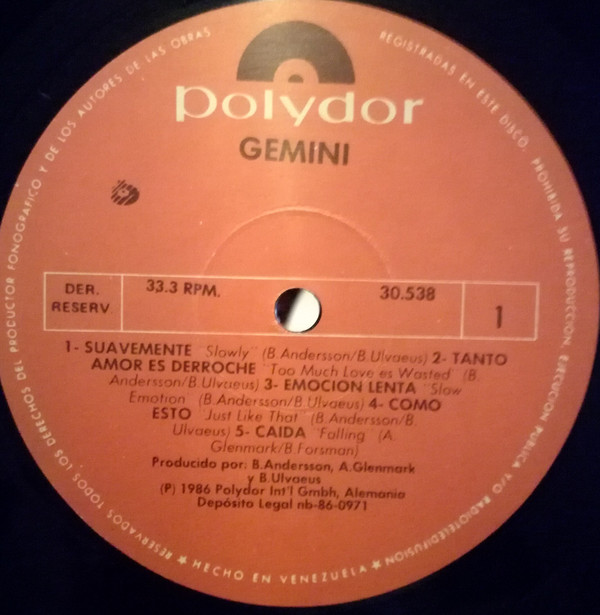 polydor
GEMINI
DER.
RESERV
33.3 RPM.
30.538
1
1- SUAVEMENTE "Slowly" (B.Andersson/B.Ulvaeus) 2- TANTO
AMOR ES DERROCHE "Too Much Love is Wasted" (B.
Andersson/B.Ulvaeus) 3- EMOCION LENTA "Slow
Emotion" (B.Andersson/B.Ulvaeus) 4- COMO
ESTO "Just Like That" (B.Andersson/B.
Ulvaeus) 5- CAIDA "Falling" (A.
Glenmark/B.Forsman)
Producido por: B.Andersson, A.Glenmark
y B.Ulvaeus
(P) 1986 Polydor Int'l Gmbh, Alemania
Depósito Legal nb-86-0971
★ RESERVADOS TODOS LOS DERECHOS DEL PRODUCTOR FONOGRAFICO Y DE LOS AUTORES DE LAS OBRAS REGISTRADAS EN ESTE DISCO. PROHIBIDA SU REPRODUCCION, EJECUCION PUBLICA Y/O RADIOTELEDIFUSION ★ HECHO EN VENEZUELA